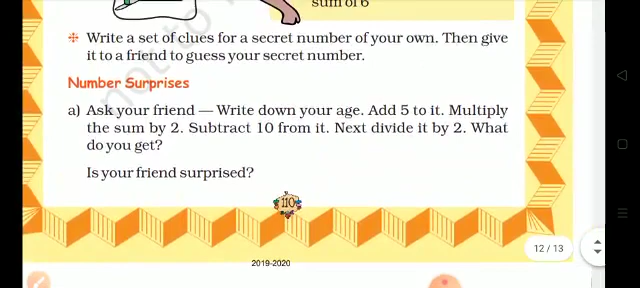 sum of 6
✤ Write a set of clues for a secret number of your own. Then give
it to a friend to guess your secret number.
Number Surprises
a) Ask your friend — Write down your age. Add 5 to it. Multiply
the sum by 2. Subtract 10 from it. Next divide it by 2. What
do you get?
Is your friend surprised?
110
12 / 13
2019-2020
not to